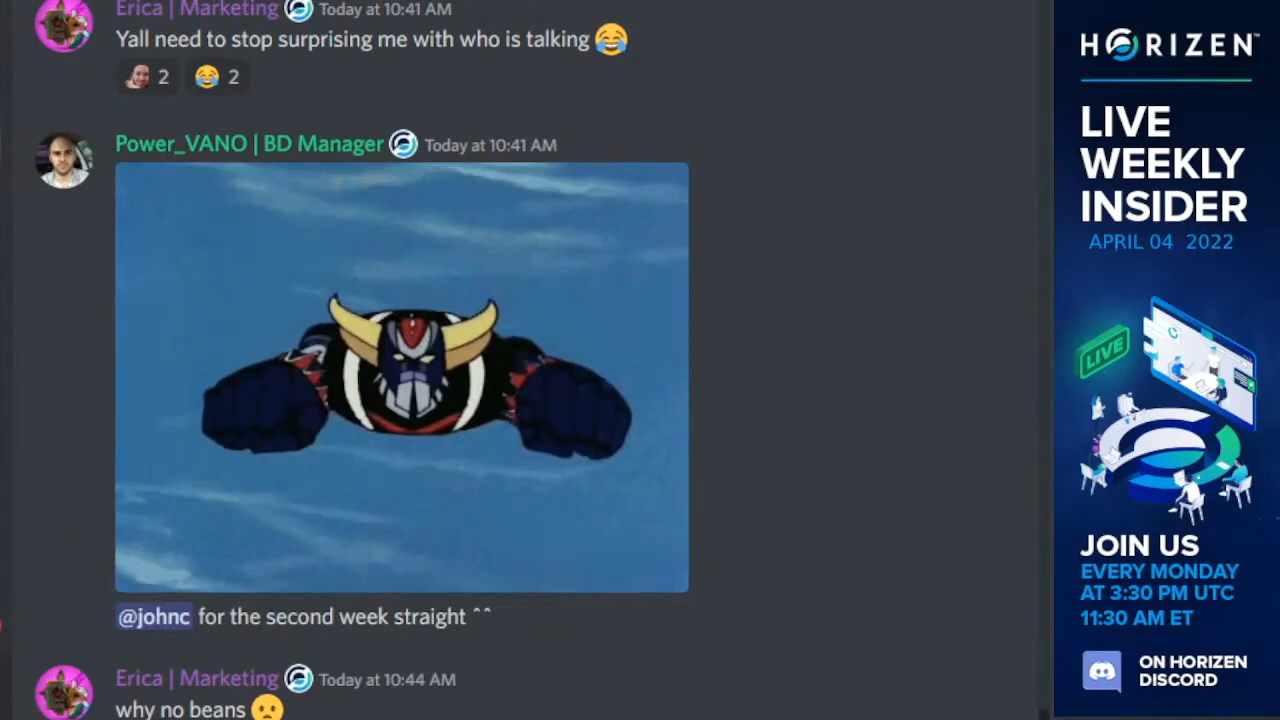 Erica | Marketing Today at 10:41 AM
Yall need to stop surprising me with who is talking 😂
2 😂 2
Power_VANO | BD Manager Today at 10:41 AM
@johnc for the second week straight ^^
Erica | Marketing Today at 10:44 AM
why no beans 🙁
HORIZEN™
LIVE
WEEKLY
INSIDER
APRIL 04 2022
LIVE
JOIN US
EVERY MONDAY
AT 3:30 PM UTC
11:30 AM ET
ON HORIZEN
DISCORD